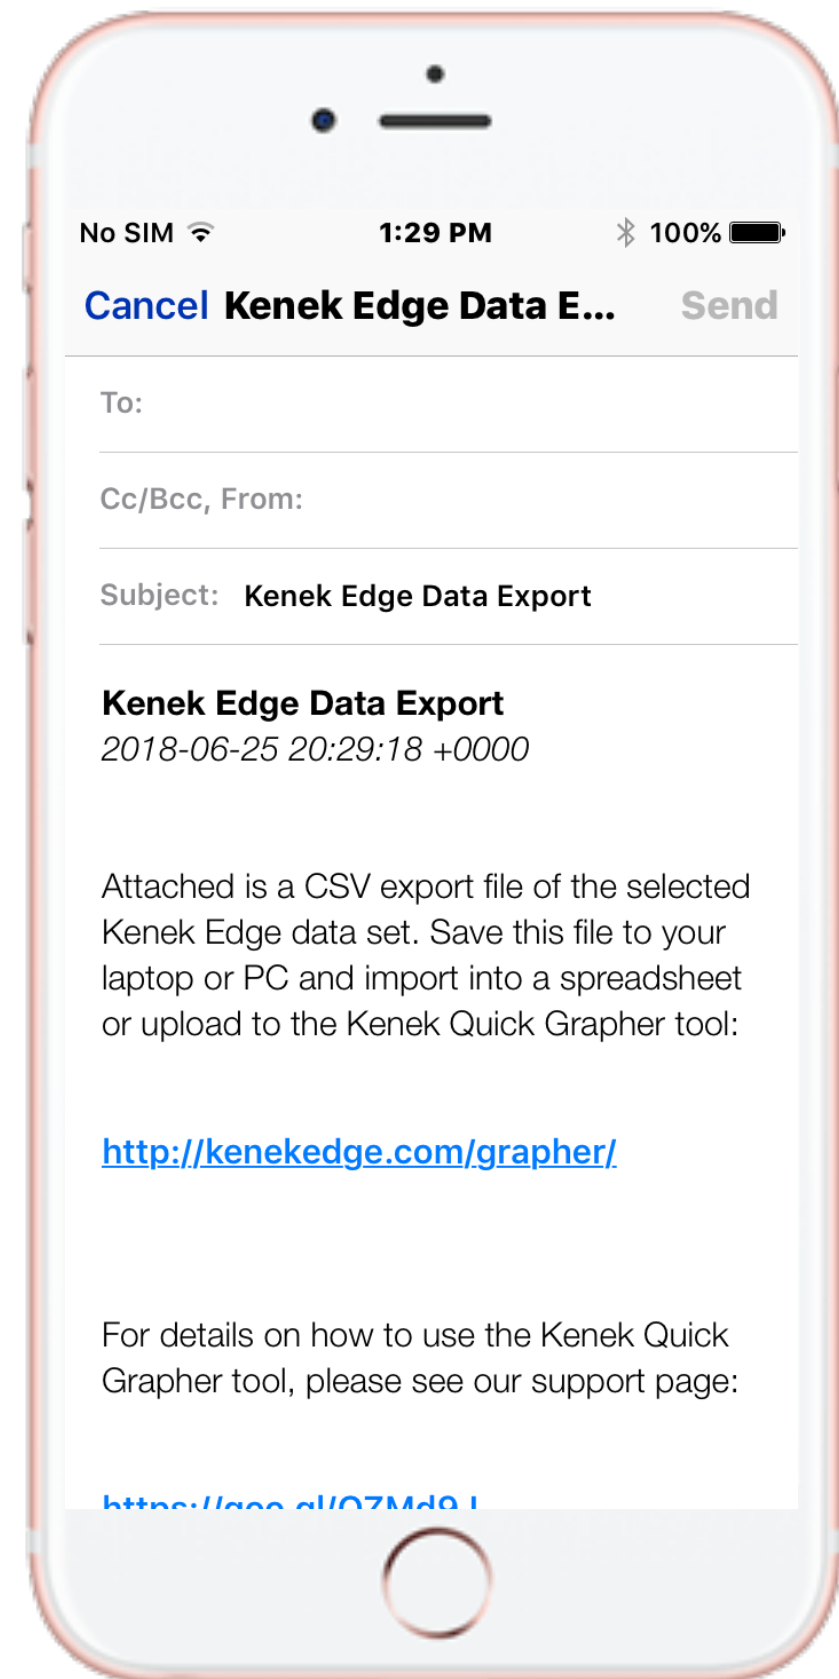 No SIM 1:29 PM 100%
Cancel Kenek Edge Data E... Send
To:
Cc/Bcc, From:
Subject: Kenek Edge Data Export
Kenek Edge Data Export
2018-06-25 20:29:18 +0000
Attached is a CSV export file of the selected
Kenek Edge data set. Save this file to your
laptop or PC and import into a spreadsheet
or upload to the Kenek Quick Grapher tool:
http://kenekedge.com/grapher/
For details on how to use the Kenek Quick
Grapher tool, please see our support page: